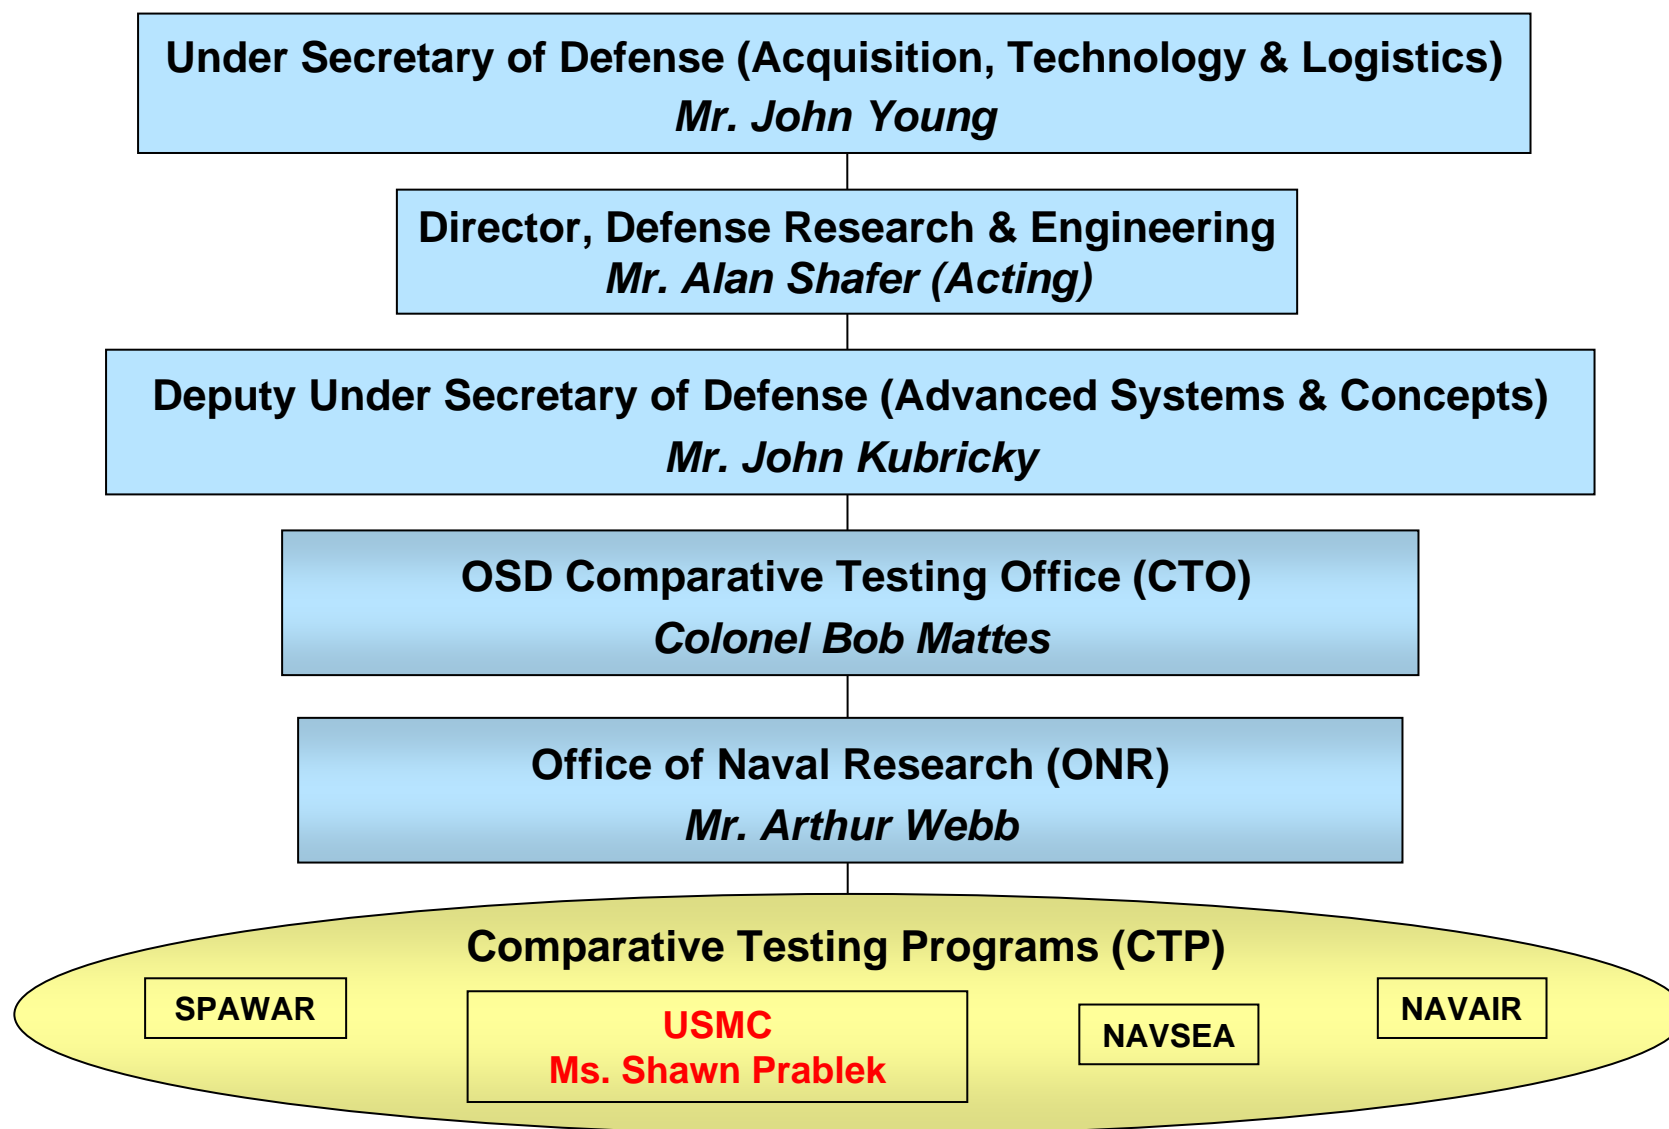 Under Secretary of Defense (Acquisition, Technology & Logistics)
Mr. John Young
Director, Defense Research & Engineering
Mr. Alan Shafer (Acting)
Deputy Under Secretary of Defense (Advanced Systems & Concepts)
Mr. John Kubricky
OSD Comparative Testing Office (CTO)
Colonel Bob Mattes
Office of Naval Research (ONR)
Mr. Arthur Webb
Comparative Testing Programs (CTP)
SPAWAR
USMC
Ms. Shawn Prablek
NAVSEA
NAVAIR